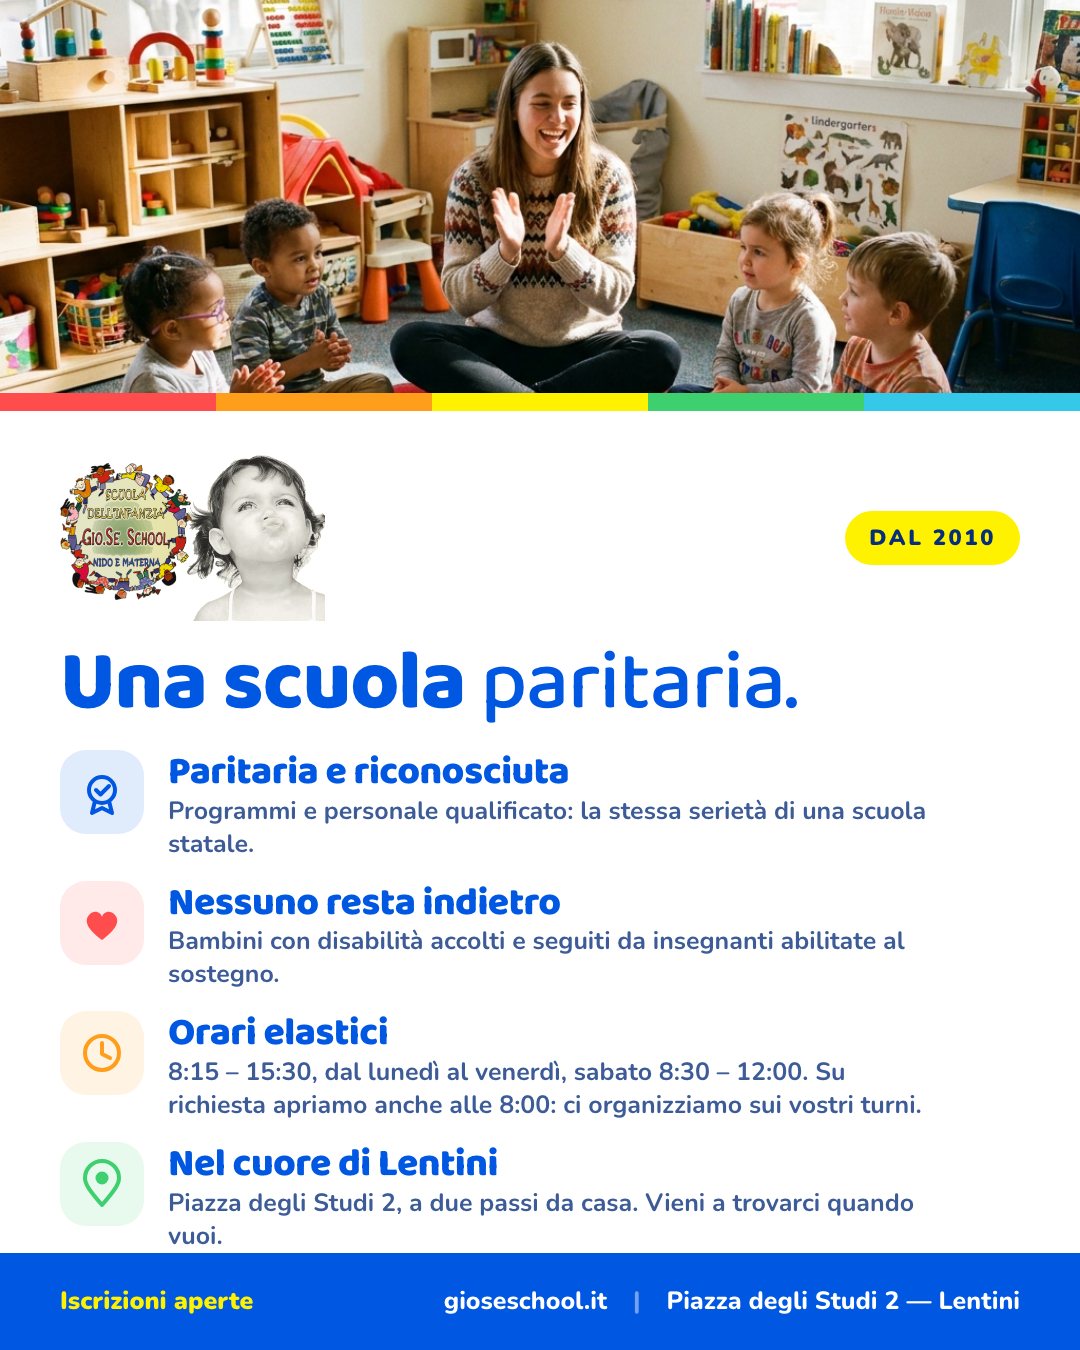 lindergarfers
SCUOLA
DELL'INFANZIA
GIO.SE. SCHOOL
NIDO E MATERNA
DAL 2010
Una scuola paritaria.
Paritaria e riconosciuta
Programmi e personale qualificato: la stessa serietà di una scuola
statale.
Nessuno resta indietro
Bambini con disabilità accolti e seguiti da insegnanti abilitate al
sostegno.
Orari elastici
8:15 – 15:30, dal lunedì al venerdì, sabato 8:30 – 12:00. Su
richiesta apriamo anche alle 8:00: ci organizziamo sui vostri turni.
Nel cuore di Lentini
Piazza degli Studi 2, a due passi da casa. Vieni a trovarci quando
vuoi.
Iscrizioni aperte
gioseschool.it | Piazza degli Studi 2 — Lentini